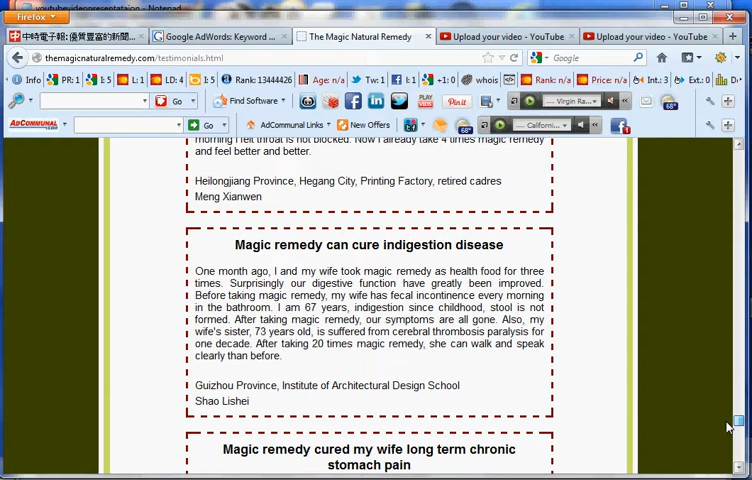 youtubevideopresentataion - Notepad
Firefox
中時電子報: 優質豐富的新聞...
Google AdWords: Keyword ...
The Magic Natural Remedy
Upload your video - YouTube
Upload your video - YouTube
themagicnaturalremedy.com/testimonials.html
Google
Info PR: 1 I: 5 L: 0 LD: 4 I: 5 Rank: 13444426 Age: n/a Tw: 1 l: 1 +1: 0 whois Rank: n/a Price: n/a Int.: 3 Ext.: 0
Go Find Software PLAY MOVIES Pin it Virgin Ra...
ADCOMMUNAL Go AdCommunal Links New Offers 68° Californi...
morning I felt throat is not blocked. Now I already take 4 times magic remedy
and feel better and better.
Heilongjiang Province, Hegang City, Printing Factory, retired cadres
Meng Xianwen
Magic remedy can cure indigestion disease
One month ago, I and my wife took magic remedy as health food for three
times. Surprisingly our digestive function have greatly been improved.
Before taking magic remedy, my wife has fecal incontinence every morning
in the bathroom. I am 67 years, indigestion since childhood, stool is not
formed. After taking magic remedy, our symptoms are all gone. Also, my
wife's sister, 73 years old, is suffered from cerebral thrombosis paralysis for
one decade. After taking 20 times magic remedy, she can walk and speak
clearly than before.
Guizhou Province, Institute of Architectural Design School
Shao Lishei
Magic remedy cured my wife long term chronic
stomach pain